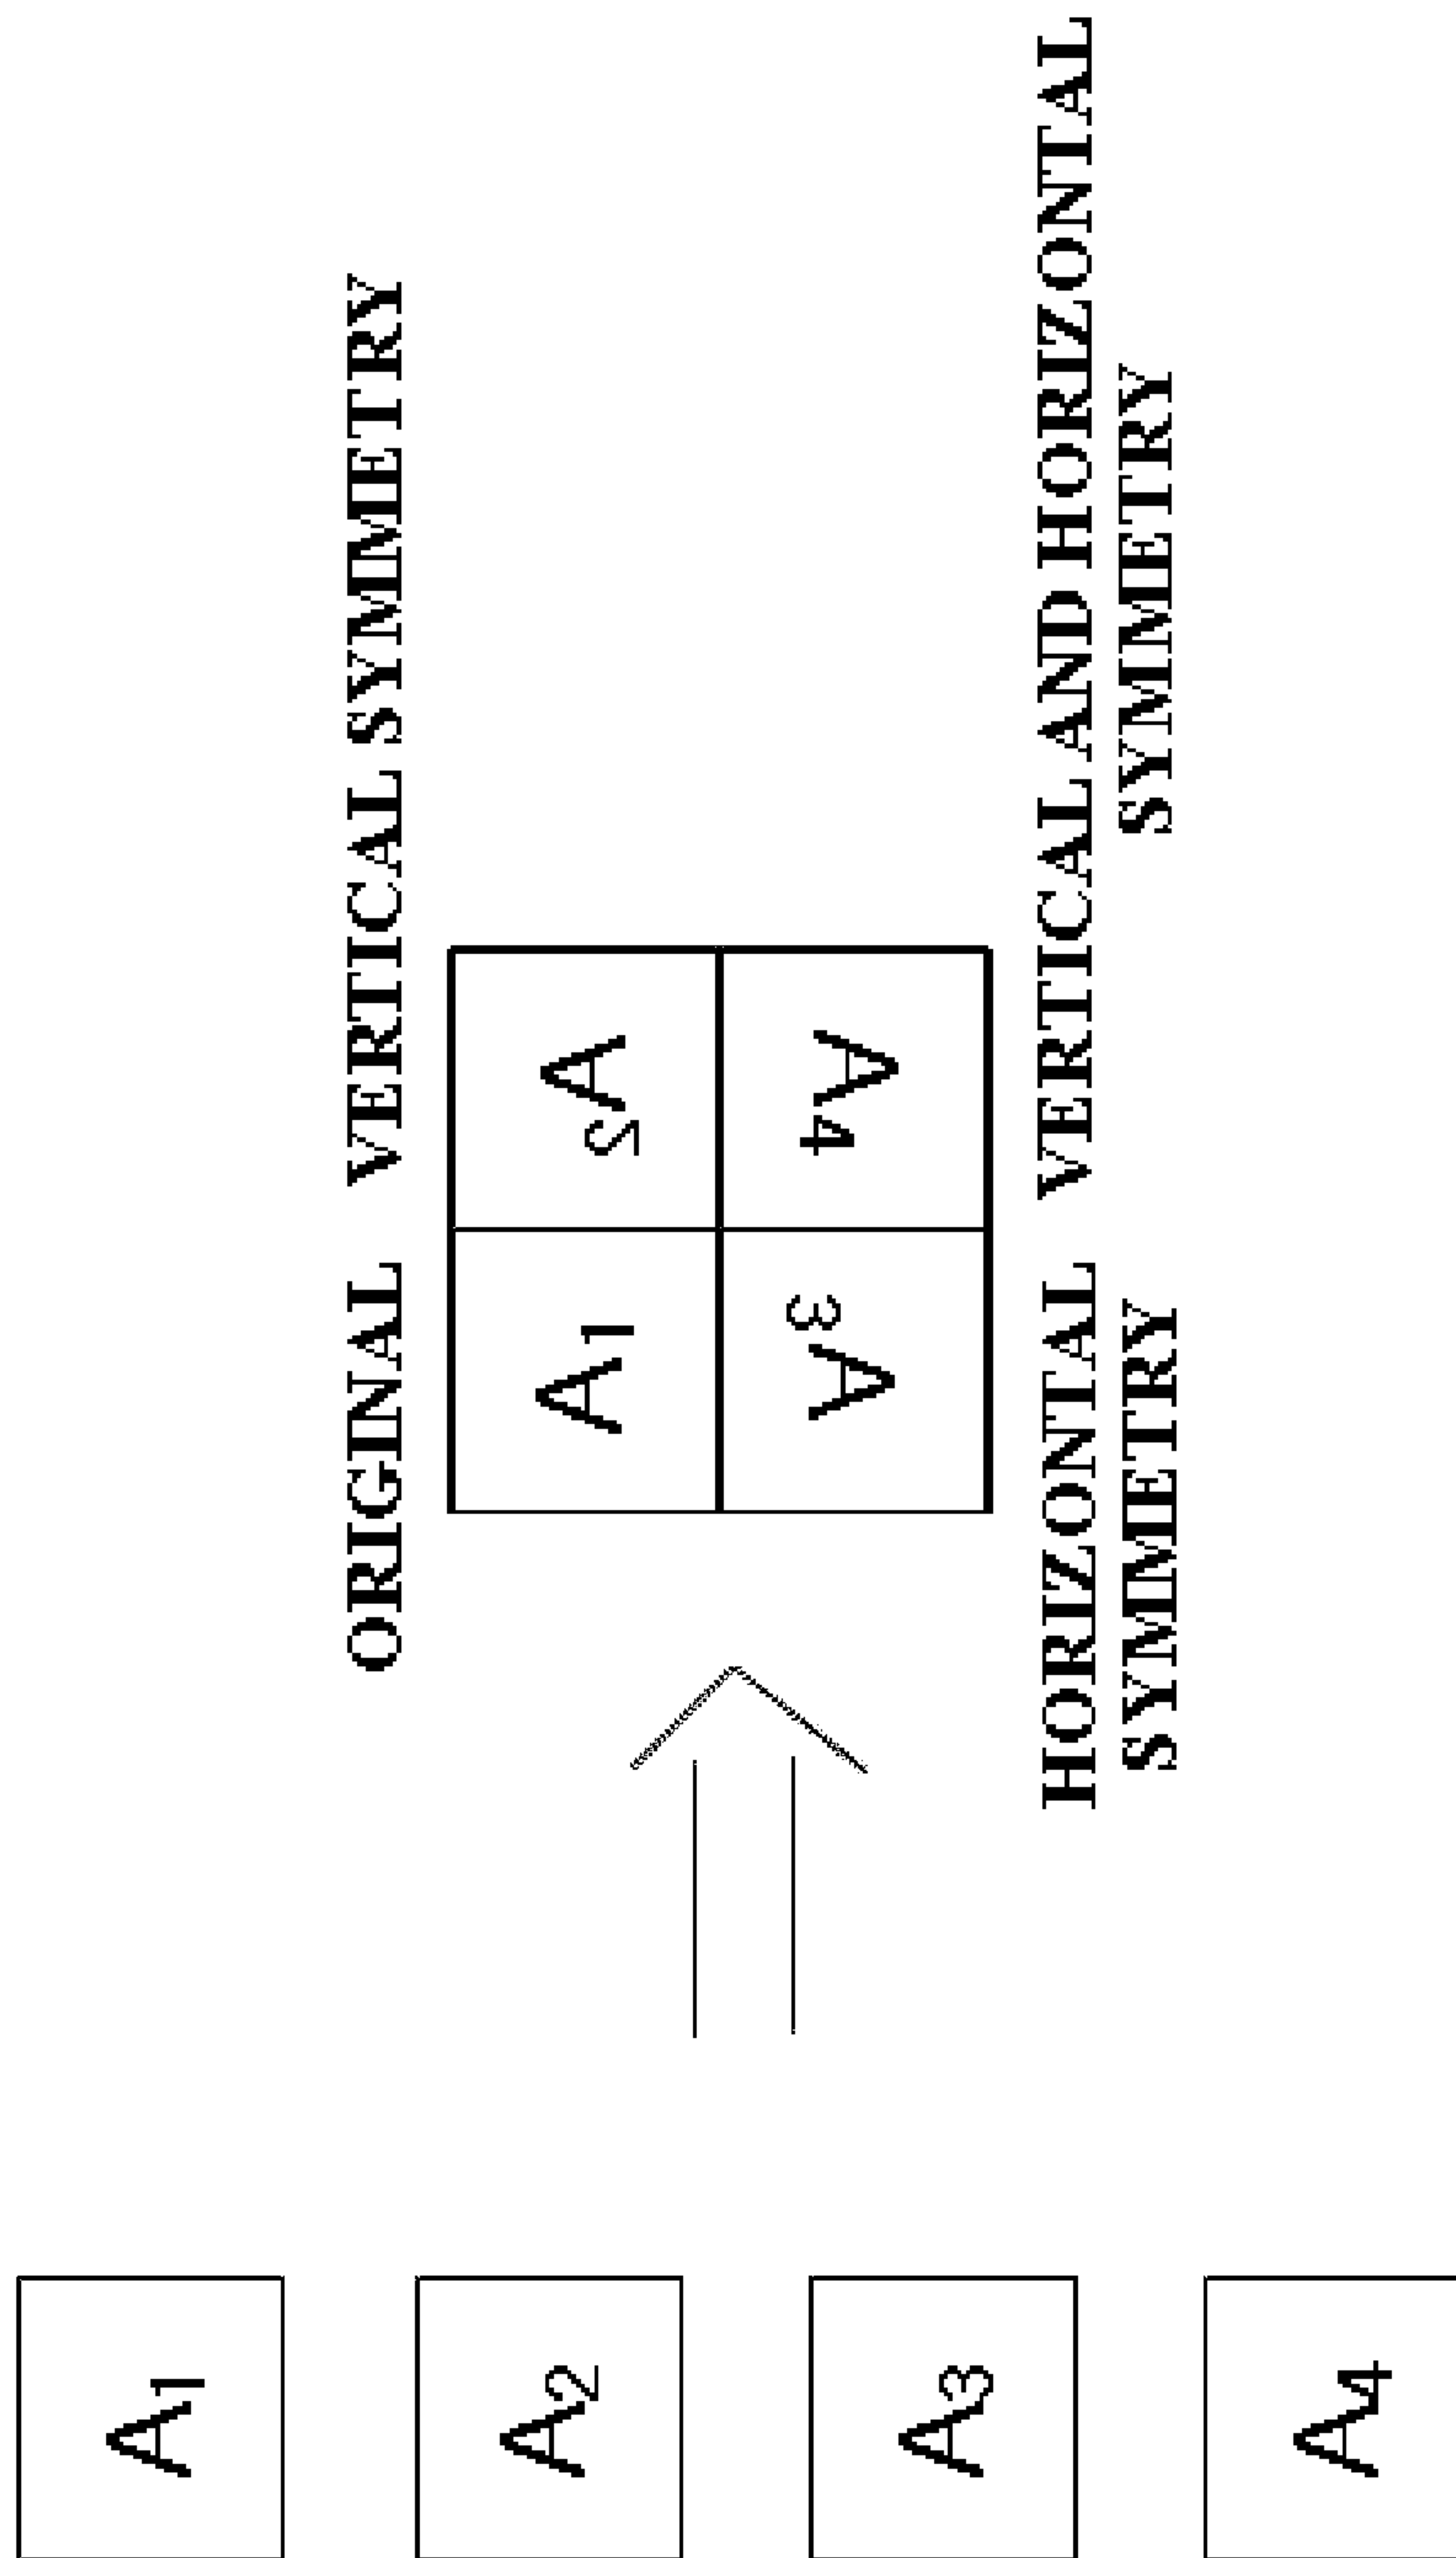 A1
A2
A3
A4
ORIGINAL
VERTICAL SYMMETRY
A1
A2
A3
A4
HORIZONTAL
SYMMETRY
VERTICAL AND HORIZONTAL
SYMMETRY